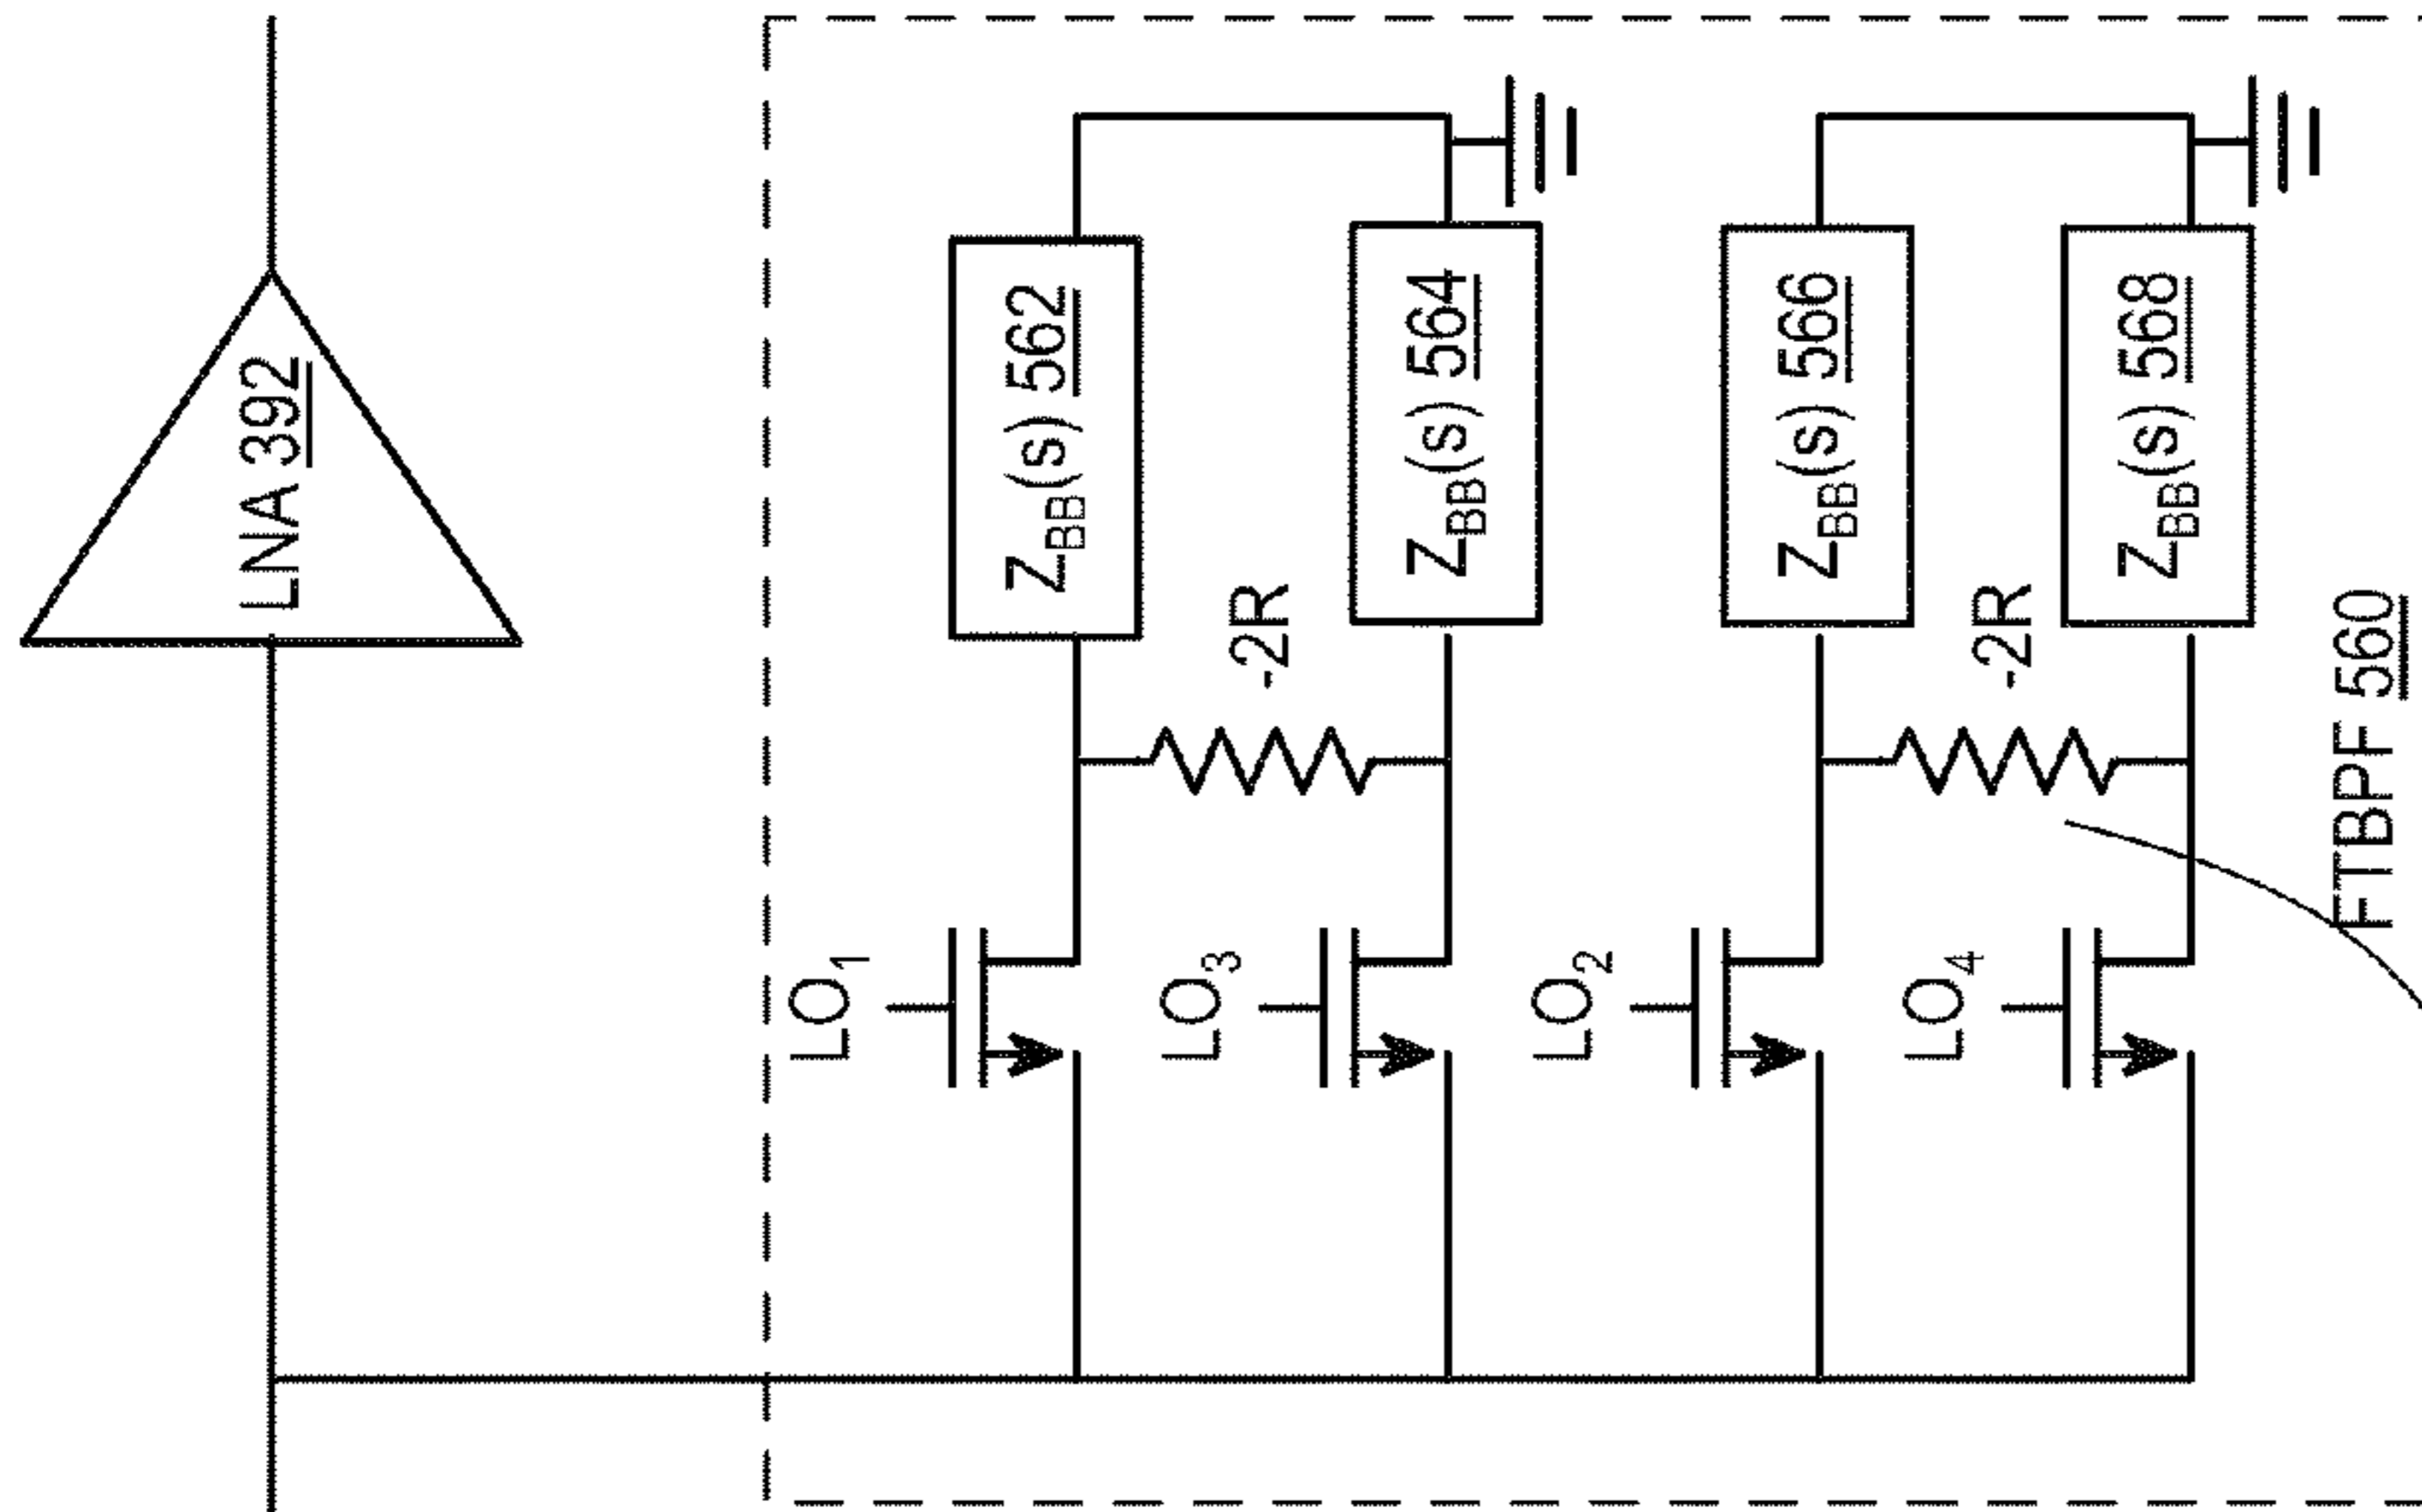 LNA 392
LO1
Z_BB(s) 562
-2R
LO3
Z_BB(s) 564
LO2
Z_BB(s) 566
-2R
LO4
Z_BB(s) 568
FTBPF 560